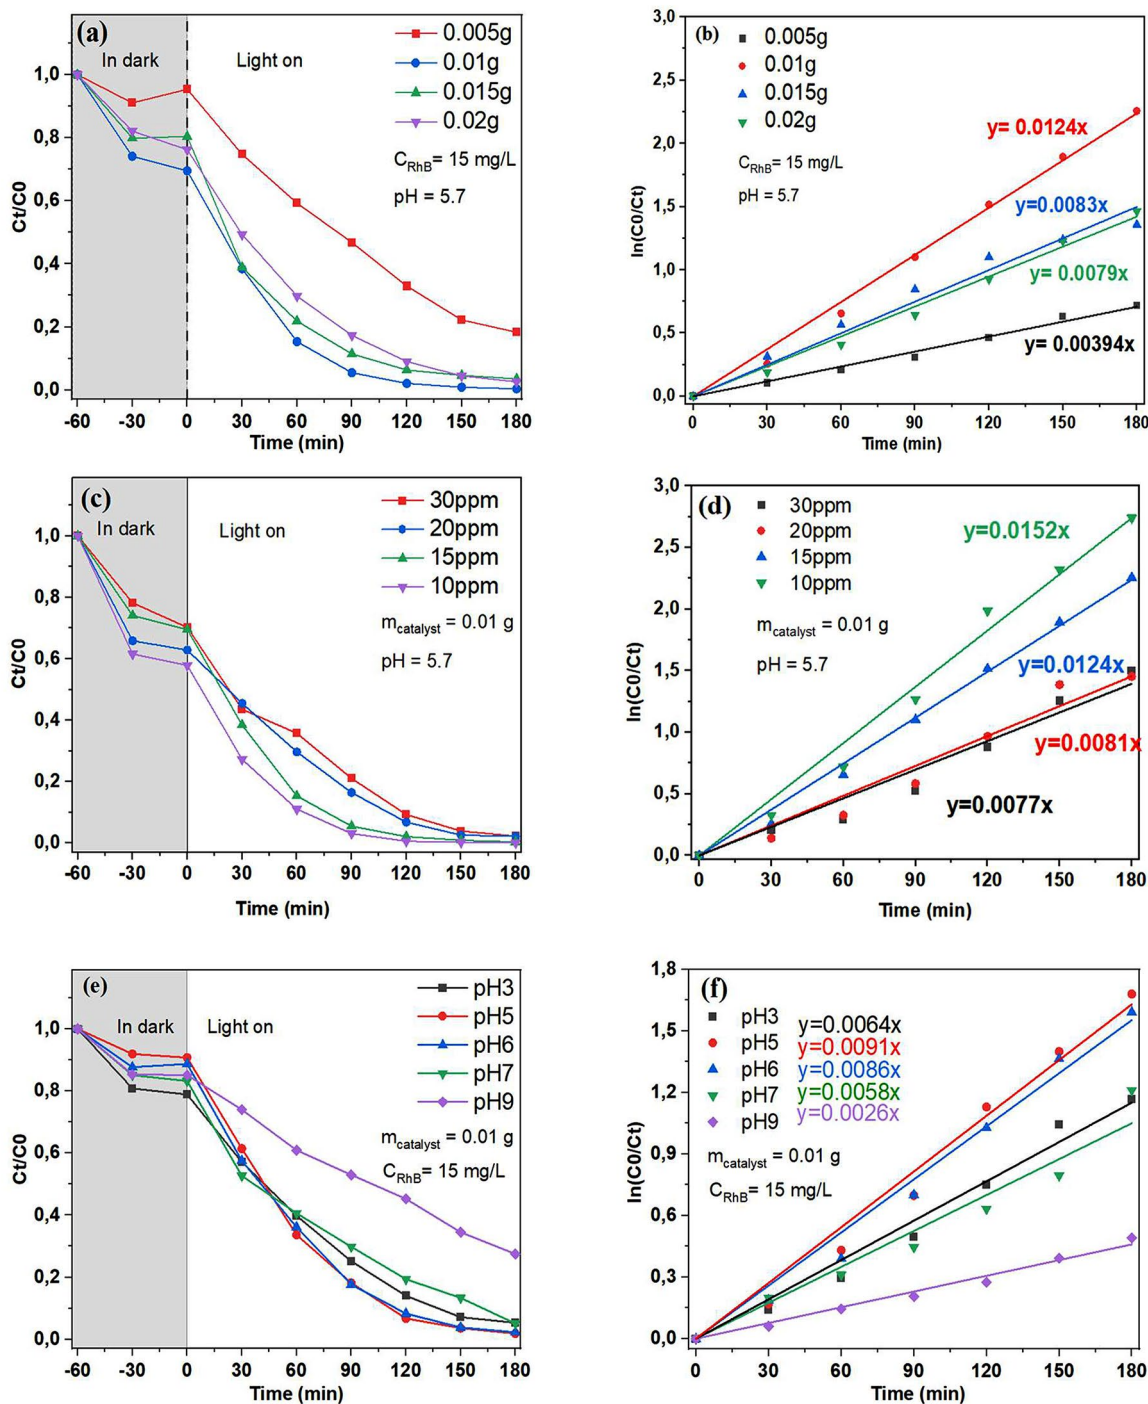 (a)
In dark
Light on
0.005g
0.01g
0.015g
0.02g
C_RhB= 15 mg/L
pH = 5.7
Ct/C0
1,0
0,8
0,6
0,4
0,2
0,0
-60 -30 0 30 60 90 120 150 180
Time (min)
(b)
0.005g
0.01g
0.015g
0.02g
C_RhB= 15 mg/L
pH = 5.7
y= 0.0124x
y=0.0083x
y= 0.0079x
y= 0.00394x
ln(C0/Ct)
3,0
2,5
2,0
1,5
1,0
0,5
0,0
0 30 60 90 120 150 180
Time (min)
(c)
In dark
Light on
30ppm
20ppm
15ppm
10ppm
m_catalyst = 0.01 g
pH = 5.7
Ct/C0
1,0
0,8
0,6
0,4
0,2
0,0
-60 -30 0 30 60 90 120 150 180
Time (min)
(d)
30ppm
20ppm
15ppm
10ppm
m_catalyst = 0.01 g
pH = 5.7
y=0.0152x
y=0.0124x
y=0.0081x
y=0.0077x
ln(C0/Ct)
3,0
2,5
2,0
1,5
1,0
0,5
0,0
0 30 60 90 120 150 180
Time (min)
(e)
In dark
Light on
pH3
pH5
pH6
pH7
pH9
m_catalyst = 0.01 g
C_RhB= 15 mg/L
Ct/C0
1,0
0,8
0,6
0,4
0,2
0,0
-60 -30 0 30 60 90 120 150 180
Time (min)
(f)
pH3 y=0.0064x
pH5 y=0.0091x
pH6 y=0.0086x
pH7 y=0.0058x
pH9 y=0.0026x
m_catalyst = 0.01 g
C_RhB= 15 mg/L
ln(C0/Ct)
1,8
1,5
1,2
0,9
0,6
0,3
0,0
0 30 60 90 120 150 180
Time (min)